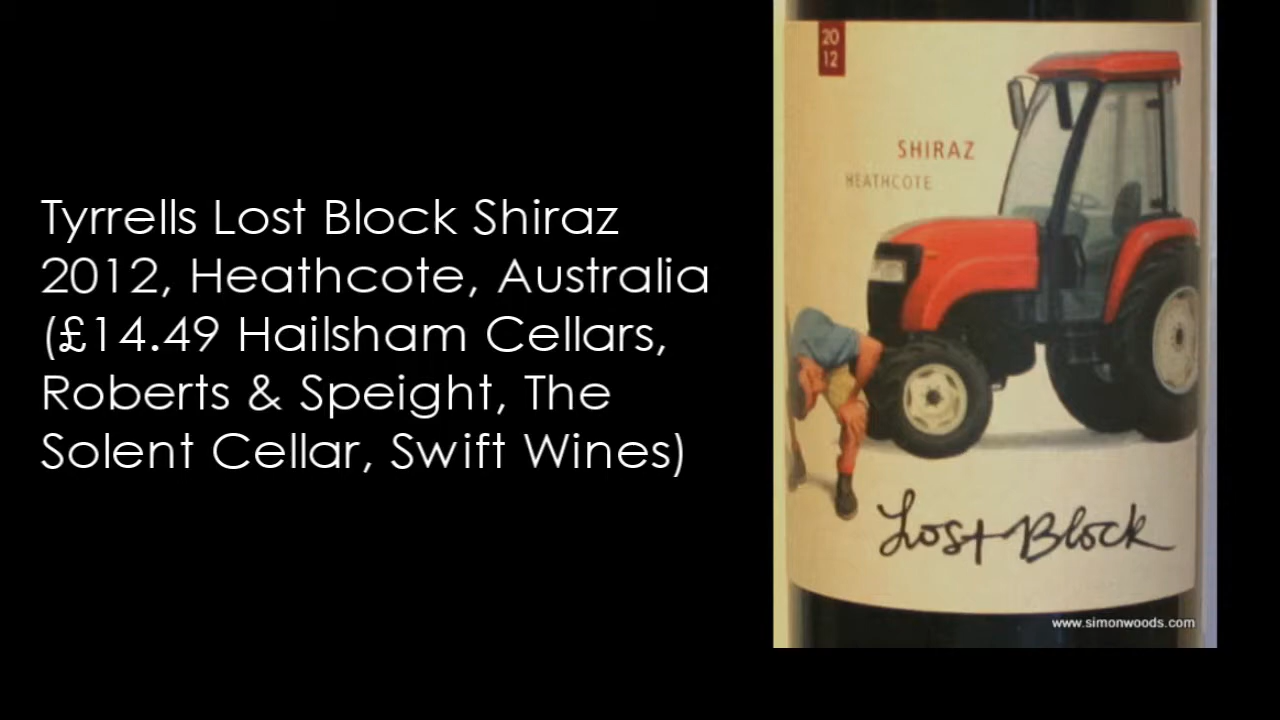 Tyrrells Lost Block Shiraz
2012, Heathcote, Australia
(£14.49 Hailsham Cellars,
Roberts & Speight, The
Solent Cellar, Swift Wines)
20
12
SHIRAZ
HEATHCOTE
Lost Block
www.simonwoods.com